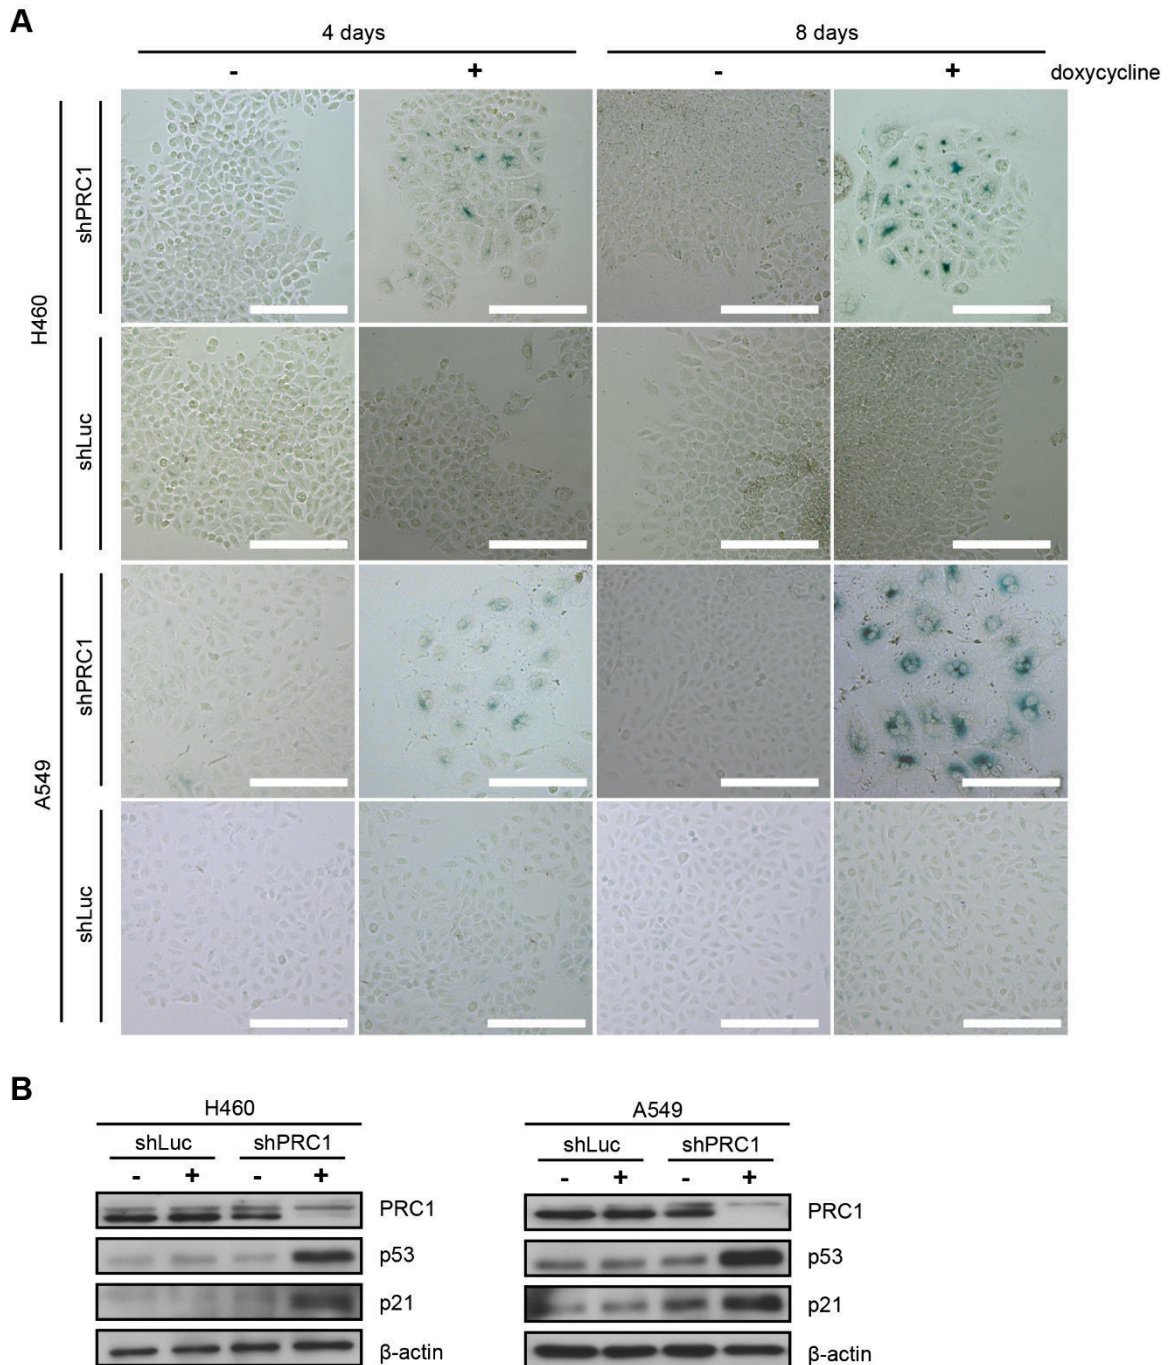 A
4 days 8 days
- + - + doxycycline
H460
shPRC1
shLuc
A549
shPRC1
shLuc
B
H460 A549
shLuc shPRC1 shLuc shPRC1
- + - + - + - +
PRC1 PRC1
p53 p53
p21 p21
β-actin β-actin